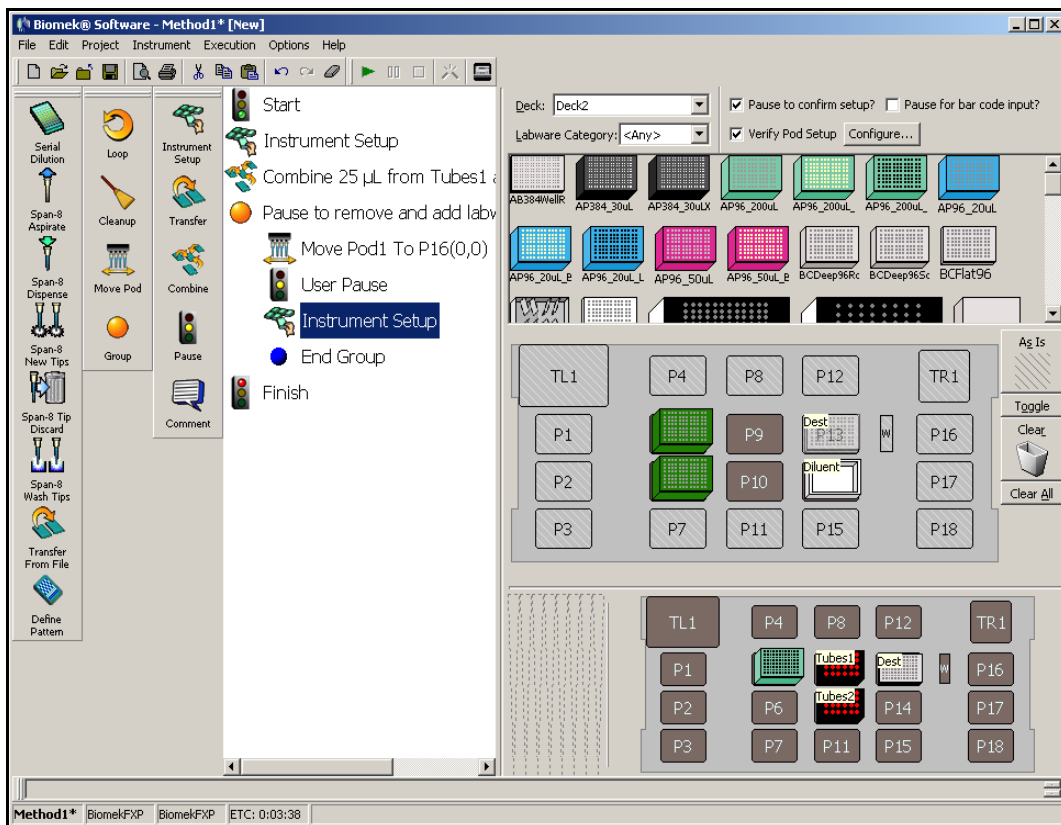 Biomek® Software - Method1* [New]
File Edit Project Instrument Execution Options Help
Serial
Dilution
Span-8
Aspirate
Span-8
Dispense
Span-8
New Tips
Span-8 Tip
Discard
Span-8
Wash Tips
Transfer
From File
Define
Pattern
Loop
Cleanup
Move Pod
Group
Instrument
Setup
Transfer
Combine
Pause
Comment
Start
Instrument Setup
Combine 25 µL from Tubes1 a
Pause to remove and add labw
Move Pod1 To P16(0,0)
User Pause
Instrument Setup
End Group
Finish
Deck: Deck2
Pause to confirm setup? Pause for bar code input?
Labware Category: <Any>
Verify Pod Setup Configure...
AB384WellR AP384_30uL AP384_30uLX AP96_200uL AP96_200uL_ AP96_200uL_ AP96_20uL
AP96_20uL_B AP96_20uL_L AP96_50uL AP96_50uL_B BCDeep96Rc BCDeep96Sc BCFlat96
TL1 P4 P8 P12 TR1
P1 P9 Dest P13 W P16
P2 P10 Diluent P17
P3 P7 P11 P15 P18
As Is
Toggle
Clear
Clear All
TL1 P4 P8 P12 TR1
P1 Tubes1 Dest W P16
P2 P6 Tubes2 P14 P17
P3 P7 P11 P15 P18
Method1* BiomekFXP BiomekFXP ETC: 0:03:38